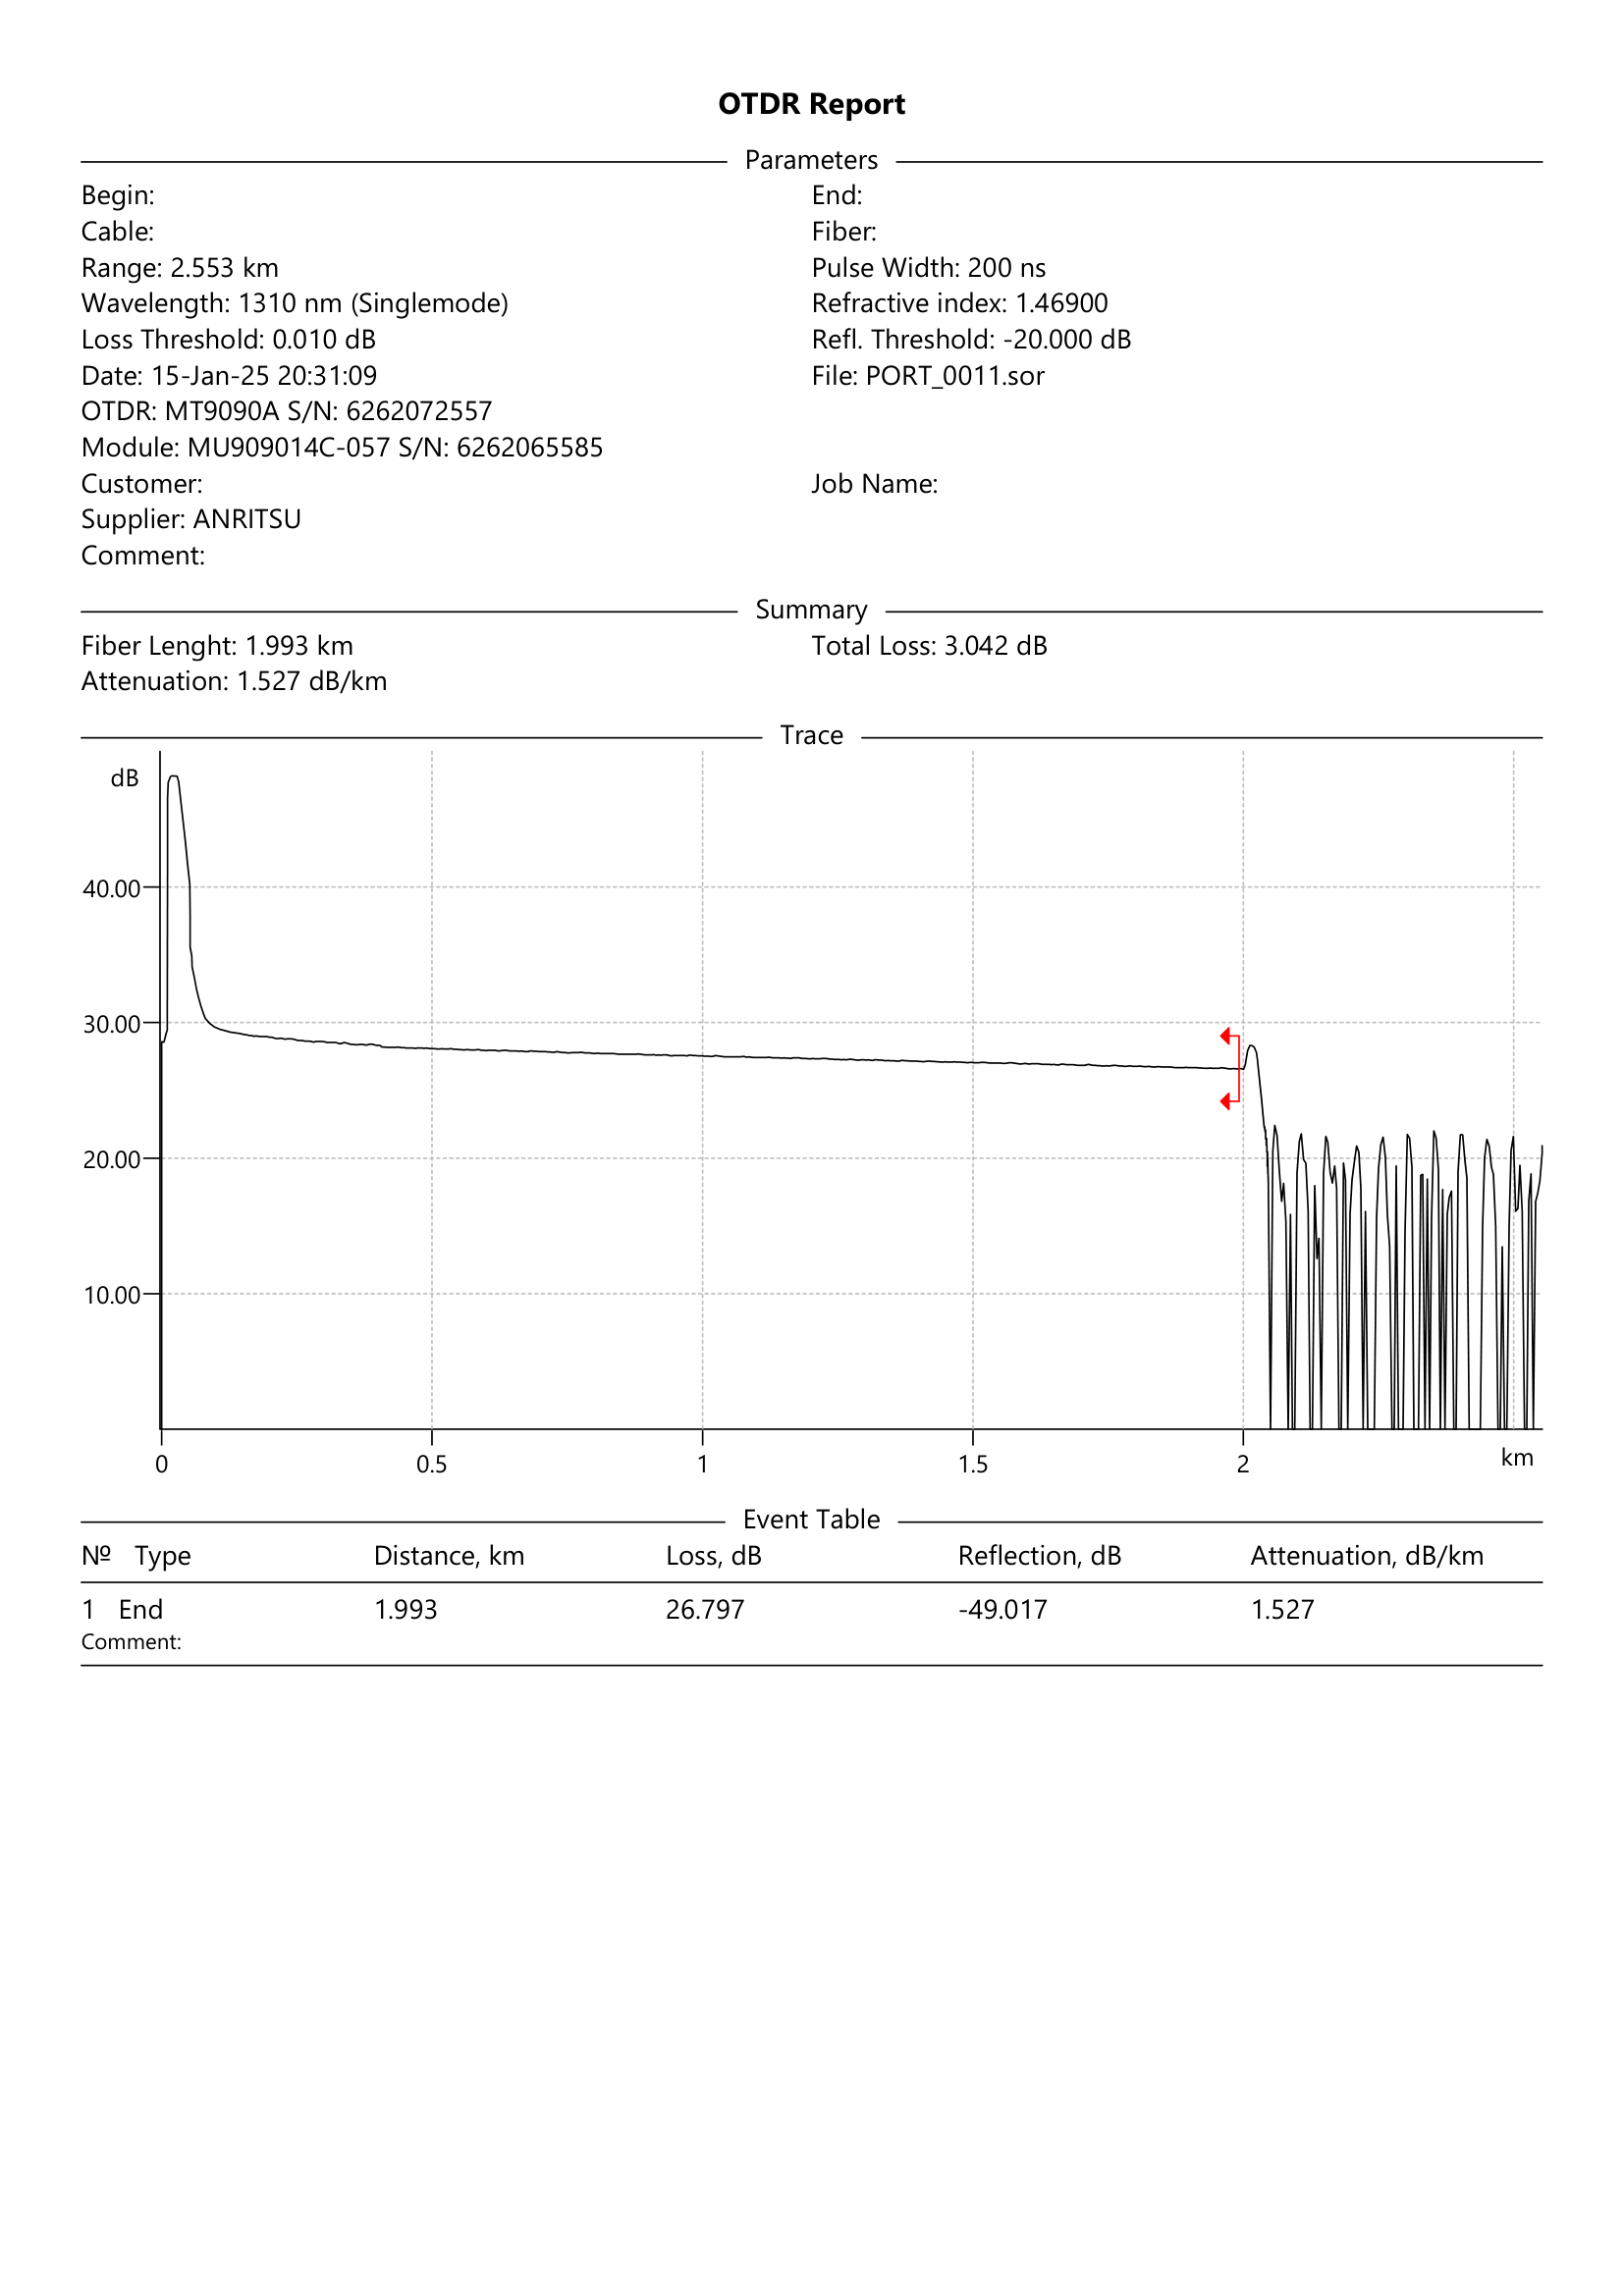 OTDR Report
Parameters
Begin: End:
Cable: Fiber:
Range: 2.553 km Pulse Width: 200 ns
Wavelength: 1310 nm (Singlemode) Refractive index: 1.46900
Loss Threshold: 0.010 dB Refl. Threshold: -20.000 dB
Date: 15-Jan-25 20:31:09 File: PORT_0011.sor
OTDR: MT9090A S/N: 6262072557
Module: MU909014C-057 S/N: 6262065585
Customer: Job Name:
Supplier: ANRITSU
Comment:
Summary
Fiber Lenght: 1.993 km Total Loss: 3.042 dB
Attenuation: 1.527 dB/km
Trace
dB
40.00
30.00
20.00
10.00
0 0.5 1 1.5 2 km
Event Table
№ Type Distance, km Loss, dB Reflection, dB Attenuation, dB/km
1 End 1.993 26.797 -49.017 1.527
Comment: